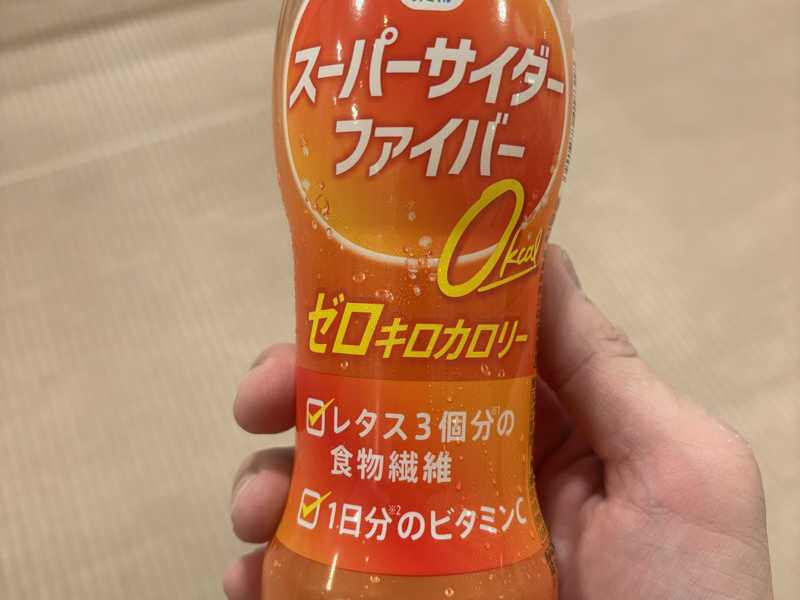 スーパーサイダー
ファイバー
0kcal
ゼロキロカロリー
レタス3個分の※1
食物繊維
1日分※2のビタミンC